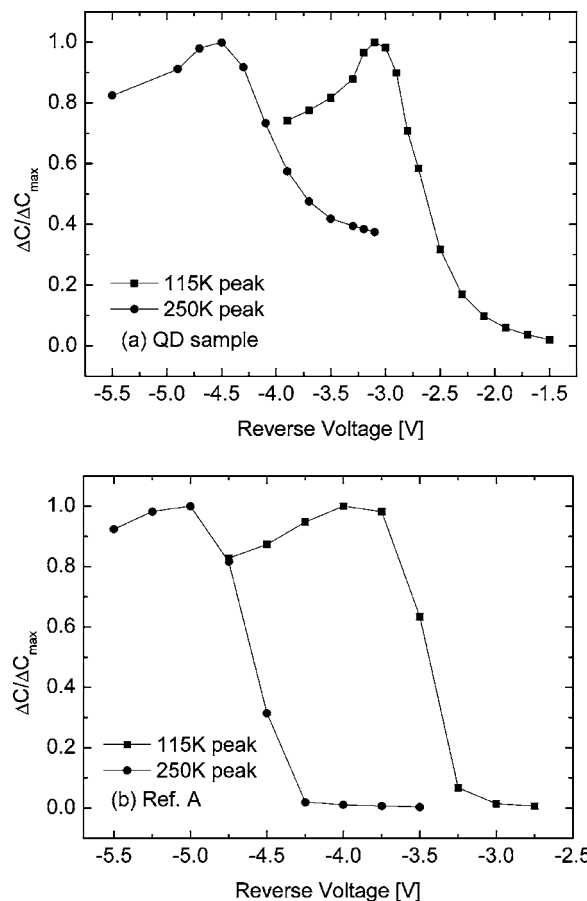 1.0
0.8
0.6
0.4
0.2
0.0
ΔC/ΔCmax
115K peak
250K peak
(a) QD sample
-5.5 -5.0 -4.5 -4.0 -3.5 -3.0 -2.5 -2.0 -1.5
Reverse Voltage [V]
1.0
0.8
0.6
0.4
0.2
0.0
ΔC/ΔCmax
115K peak
250K peak
(b) Ref. A
-5.5 -5.0 -4.5 -4.0 -3.5 -3.0 -2.5
Reverse Voltage [V]